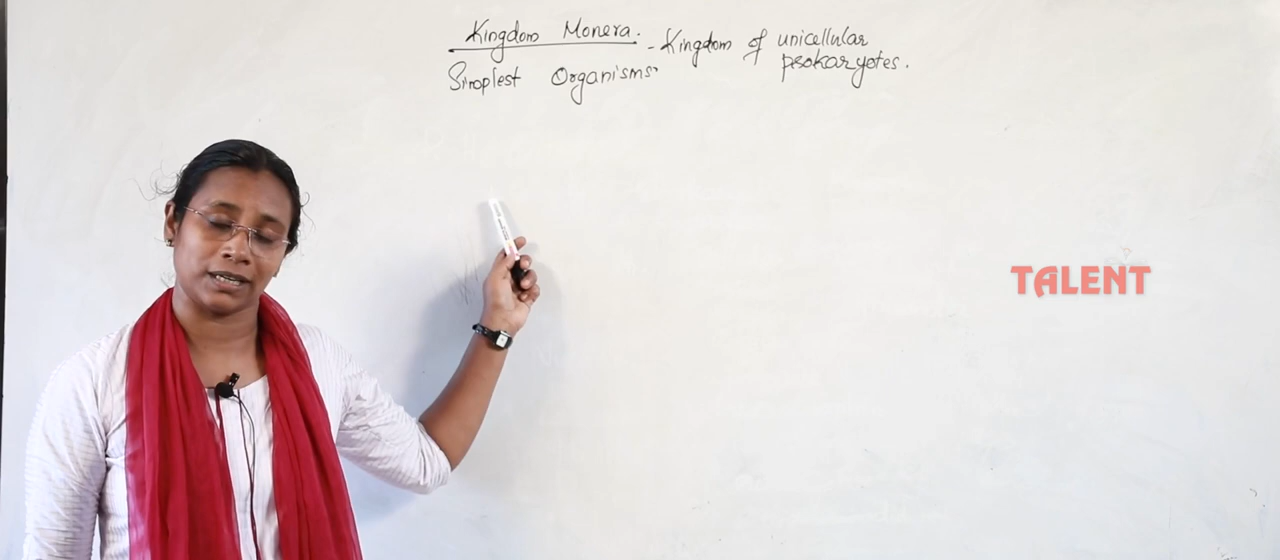 Kingdom Monera. - Kingdom of unicellular
prokaryotes.
Simplest Organisms
TALENT